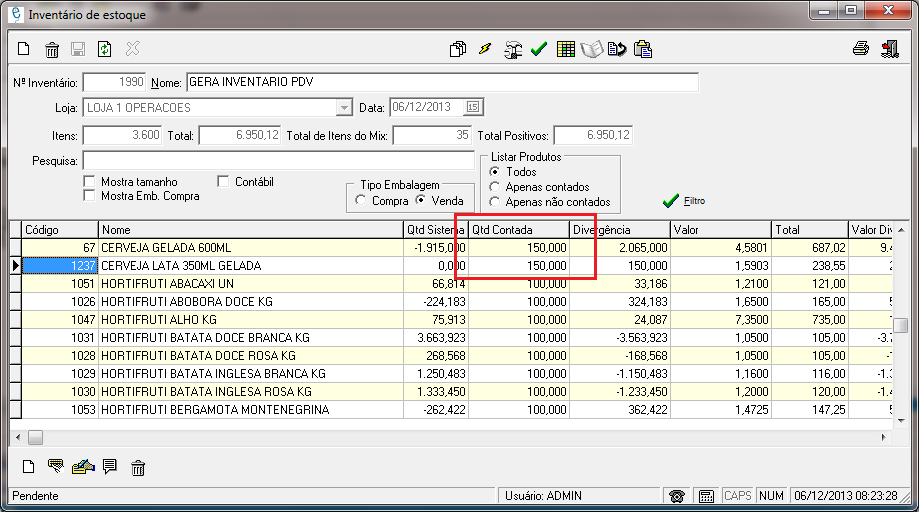 Inventário de estoque
Nº Inventário: 1990 Nome: GERA INVENTARIO PDV
Loja: LOJA 1 OPERACOES Data: 06/12/2013 15
Itens: 3.600 Total: 6.950,12 Total de Itens do Mix: 35 Total Positivos: 6.950,12
Pesquisa:
Listar Produtos
Todos
Apenas contados
Apenas não contados
Mostra tamanho Contábil
Mostra Emb. Compra
Tipo Embalagem
Compra Venda
Filtro
Código Nome Qtd Sistema Qtd Contada Divergência Valor Total Valor Div
67 CERVEJA GELADA 600ML -1.915,000 150,000 2.065,000 4,5801 687,02 9.4
1237 CERVEJA LATA 350ML GELADA 0,000 150,000 150,000 1,5903 238,55 2
1051 HORTIFRUTI ABACAXI UN 66,814 100,000 33,186 1,2100 121,00
1026 HORTIFRUTI ABOBORA DOCE KG -224,183 100,000 324,183 1,6500 165,00
1047 HORTIFRUTI ALHO KG 75,913 100,000 24,087 7,3500 735,00
1031 HORTIFRUTI BATATA DOCE BRANCA KG 3.663,923 100,000 -3.563,923 1,0500 105,00 -3.7
1028 HORTIFRUTI BATATA DOCE ROSA KG 268,568 100,000 -168,568 1,0500 105,00
1029 HORTIFRUTI BATATA INGLESA BRANCA KG 1.250,483 100,000 -1.150,483 1,1600 116,00 -1.3
1030 HORTIFRUTI BATATA INGLESA ROSA KG 1.333,450 100,000 -1.233,450 1,2000 120,00 -1.4
1053 HORTIFRUTI BERGAMOTA MONTENEGRINA -262,422 100,000 362,422 1,4725 147,25
Pendente Usuário: ADMIN CAPS NUM 06/12/2013 08:23:28